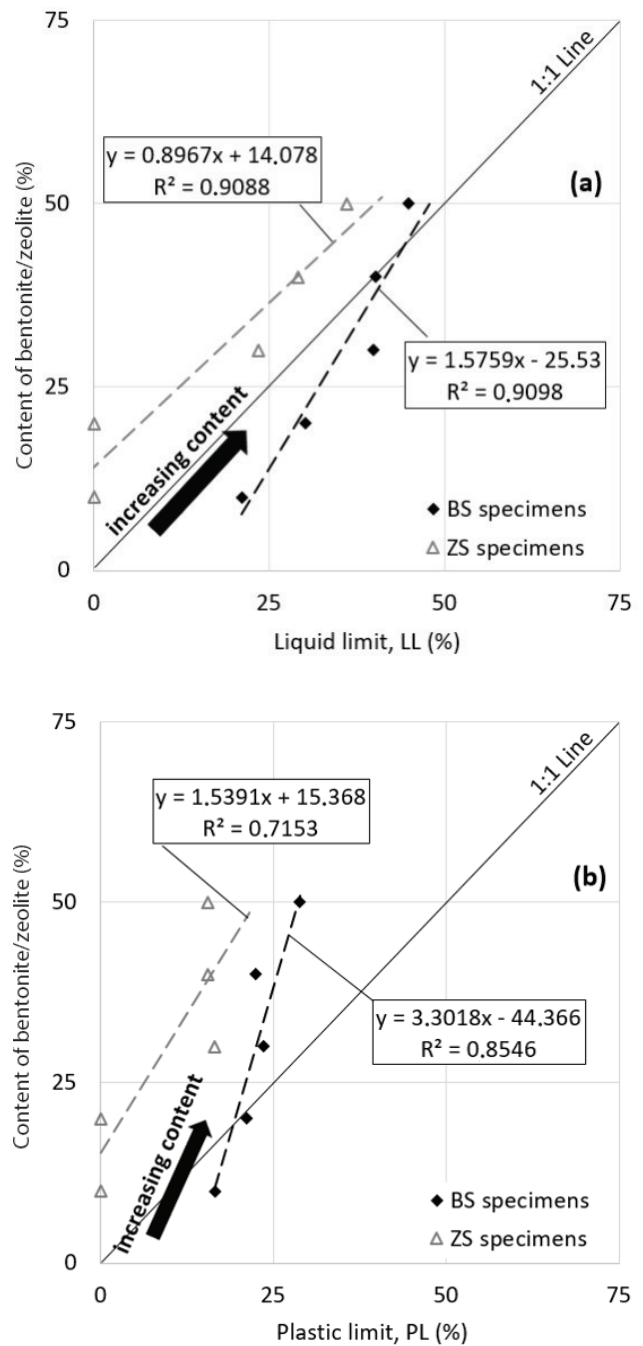 75
1:1 Line
y = 0.8967x + 14.078
R² = 0.9088
(a)
50
Content of bentonite/zeolite (%)
y = 1.5759x - 25.53
R² = 0.9098
25
increasing content
BS specimens
ZS specimens
0
0 25 50 75
Liquid limit, LL (%)
75
1:1 Line
y = 1.5391x + 15.368
R² = 0.7153
(b)
50
Content of bentonite/zeolite (%)
y = 3.3018x - 44.366
R² = 0.8546
25
increasing content
BS specimens
ZS specimens
0
0 25 50 75
Plastic limit, PL (%)